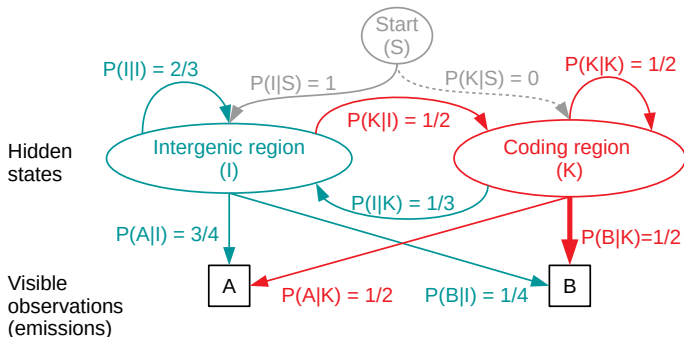 Start
(S)
P(I|I) = 2/3
P(I|S) = 1
P(K|S) = 0
P(K|K) = 1/2
P(K|I) = 1/2
Hidden
states
Intergenic region
(I)
Coding region
(K)
P(I|K) = 1/3
P(A|I) = 3/4
P(B|K)=1/2
Visible
observations
(emissions)
A
B
P(A|K) = 1/2
P(B|I) = 1/4